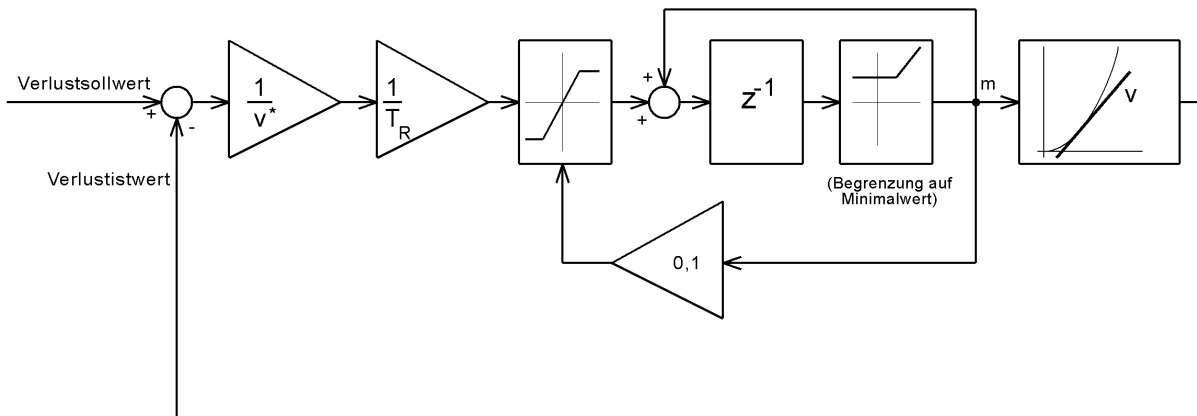 Verlustsollwert
+
-
Verlustistwert
1
v*
1
T_R
+
+
z^-1
(Begrenzung auf
Minimalwert)
m
v
0,1